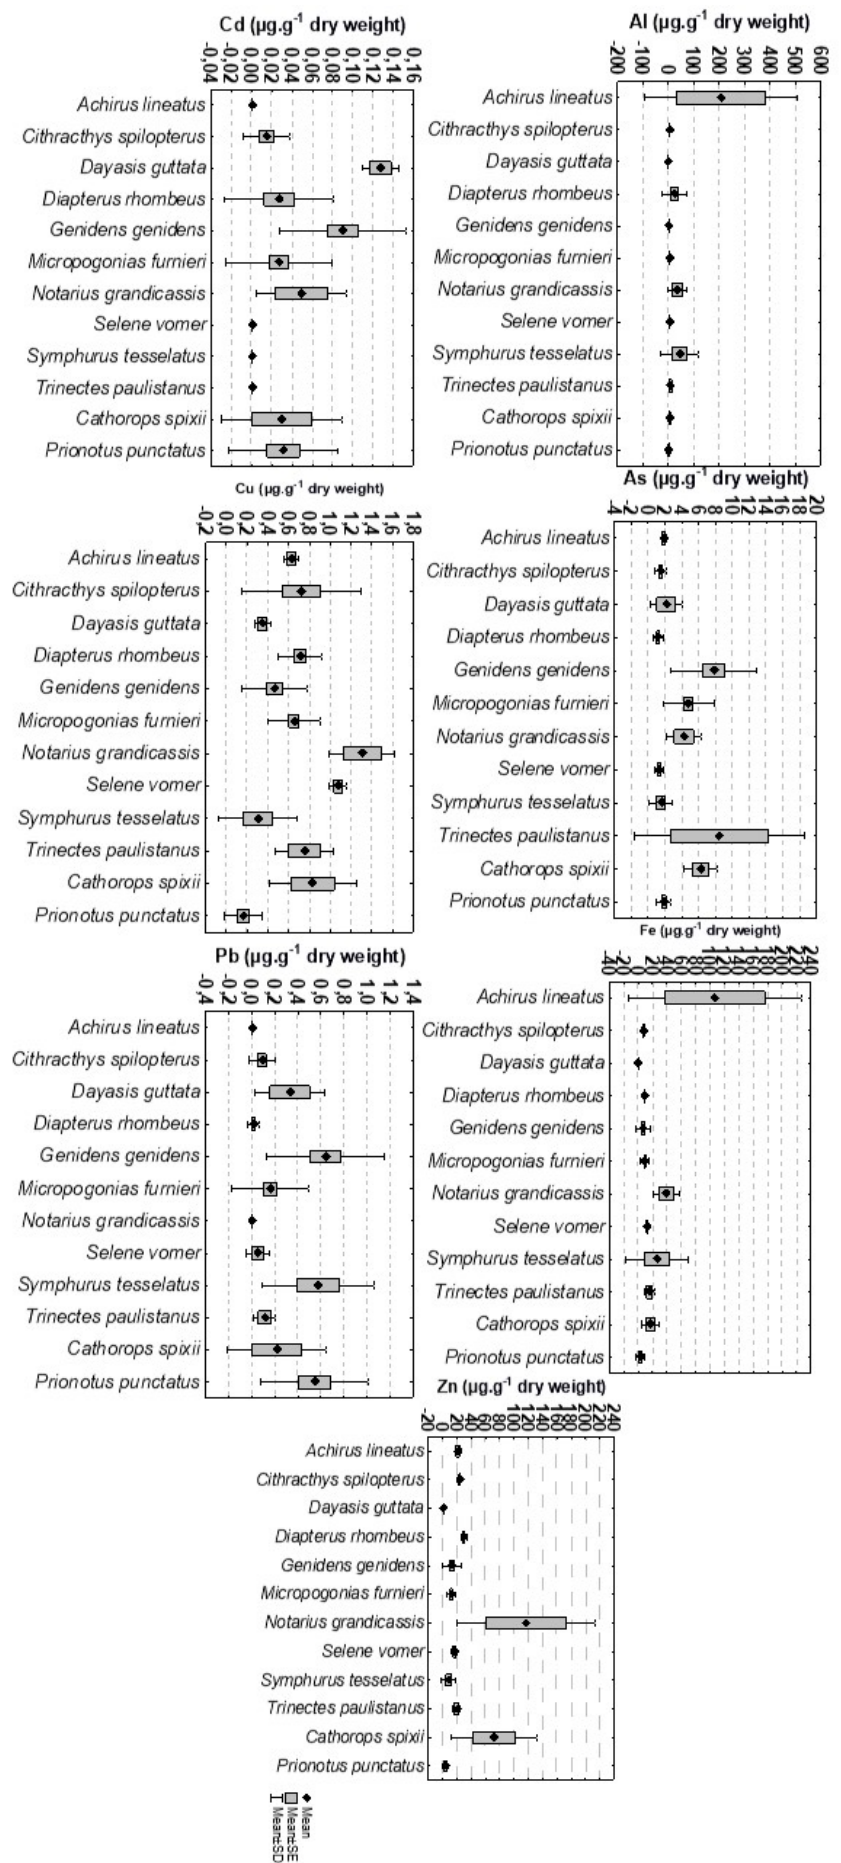 Cd (µg.g⁻¹ dry weight)
-0,04 -0,02 0,00 0,02 0,04 0,06 0,08 0,10 0,12 0,14 0,16
Achirus lineatus
Cithracthys spilopterus
Dayasis guttata
Diapterus rhombeus
Genidens genidens
Micropogonias furnieri
Notarius grandicassis
Selene vomer
Symphurus tesselatus
Trinectes paulistanus
Cathorops spixii
Prionotus punctatus
Al (µg.g⁻¹ dry weight)
-200 -100 0 100 200 300 400 500 600
Achirus lineatus
Cithracthys spilopterus
Dayasis guttata
Diapterus rhombeus
Genidens genidens
Micropogonias furnieri
Notarius grandicassis
Selene vomer
Symphurus tesselatus
Trinectes paulistanus
Cathorops spixii
Prionotus punctatus
Cu (µg.g⁻¹ dry weight)
-0,2 0,0 0,2 0,4 0,6 0,8 1,0 1,2 1,4 1,6 1,8
Achirus lineatus
Cithracthys spilopterus
Dayasis guttata
Diapterus rhombeus
Genidens genidens
Micropogonias furnieri
Notarius grandicassis
Selene vomer
Symphurus tesselatus
Trinectes paulistanus
Cathorops spixii
Prionotus punctatus
As (µg.g⁻¹ dry weight)
-4 -2 0 2 4 6 8 10 12 14 16 18 20
Achirus lineatus
Cithracthys spilopterus
Dayasis guttata
Diapterus rhombeus
Genidens genidens
Micropogonias furnieri
Notarius grandicassis
Selene vomer
Symphurus tesselatus
Trinectes paulistanus
Cathorops spixii
Prionotus punctatus
Pb (µg.g⁻¹ dry weight)
-0,4 -0,2 0,0 0,2 0,4 0,6 0,8 1,0 1,2 1,4
Achirus lineatus
Cithracthys spilopterus
Dayasis guttata
Diapterus rhombeus
Genidens genidens
Micropogonias furnieri
Notarius grandicassis
Selene vomer
Symphurus tesselatus
Trinectes paulistanus
Cathorops spixii
Prionotus punctatus
Fe (µg.g⁻¹ dry weight)
-40 -20 0 20 40 60 80 100 120 140 160 180 200 220 240
Achirus lineatus
Cithracthys spilopterus
Dayasis guttata
Diapterus rhombeus
Genidens genidens
Micropogonias furnieri
Notarius grandicassis
Selene vomer
Symphurus tesselatus
Trinectes paulistanus
Cathorops spixii
Prionotus punctatus
Zn (µg.g⁻¹ dry weight)
-20 0 20 40 60 80 100 120 140 160 180 200 220 240
Achirus lineatus
Cithracthys spilopterus
Dayasis guttata
Diapterus rhombeus
Genidens genidens
Micropogonias furnieri
Notarius grandicassis
Selene vomer
Symphurus tesselatus
Trinectes paulistanus
Cathorops spixii
Prionotus punctatus
Mean
Mean±SE
Mean±SD